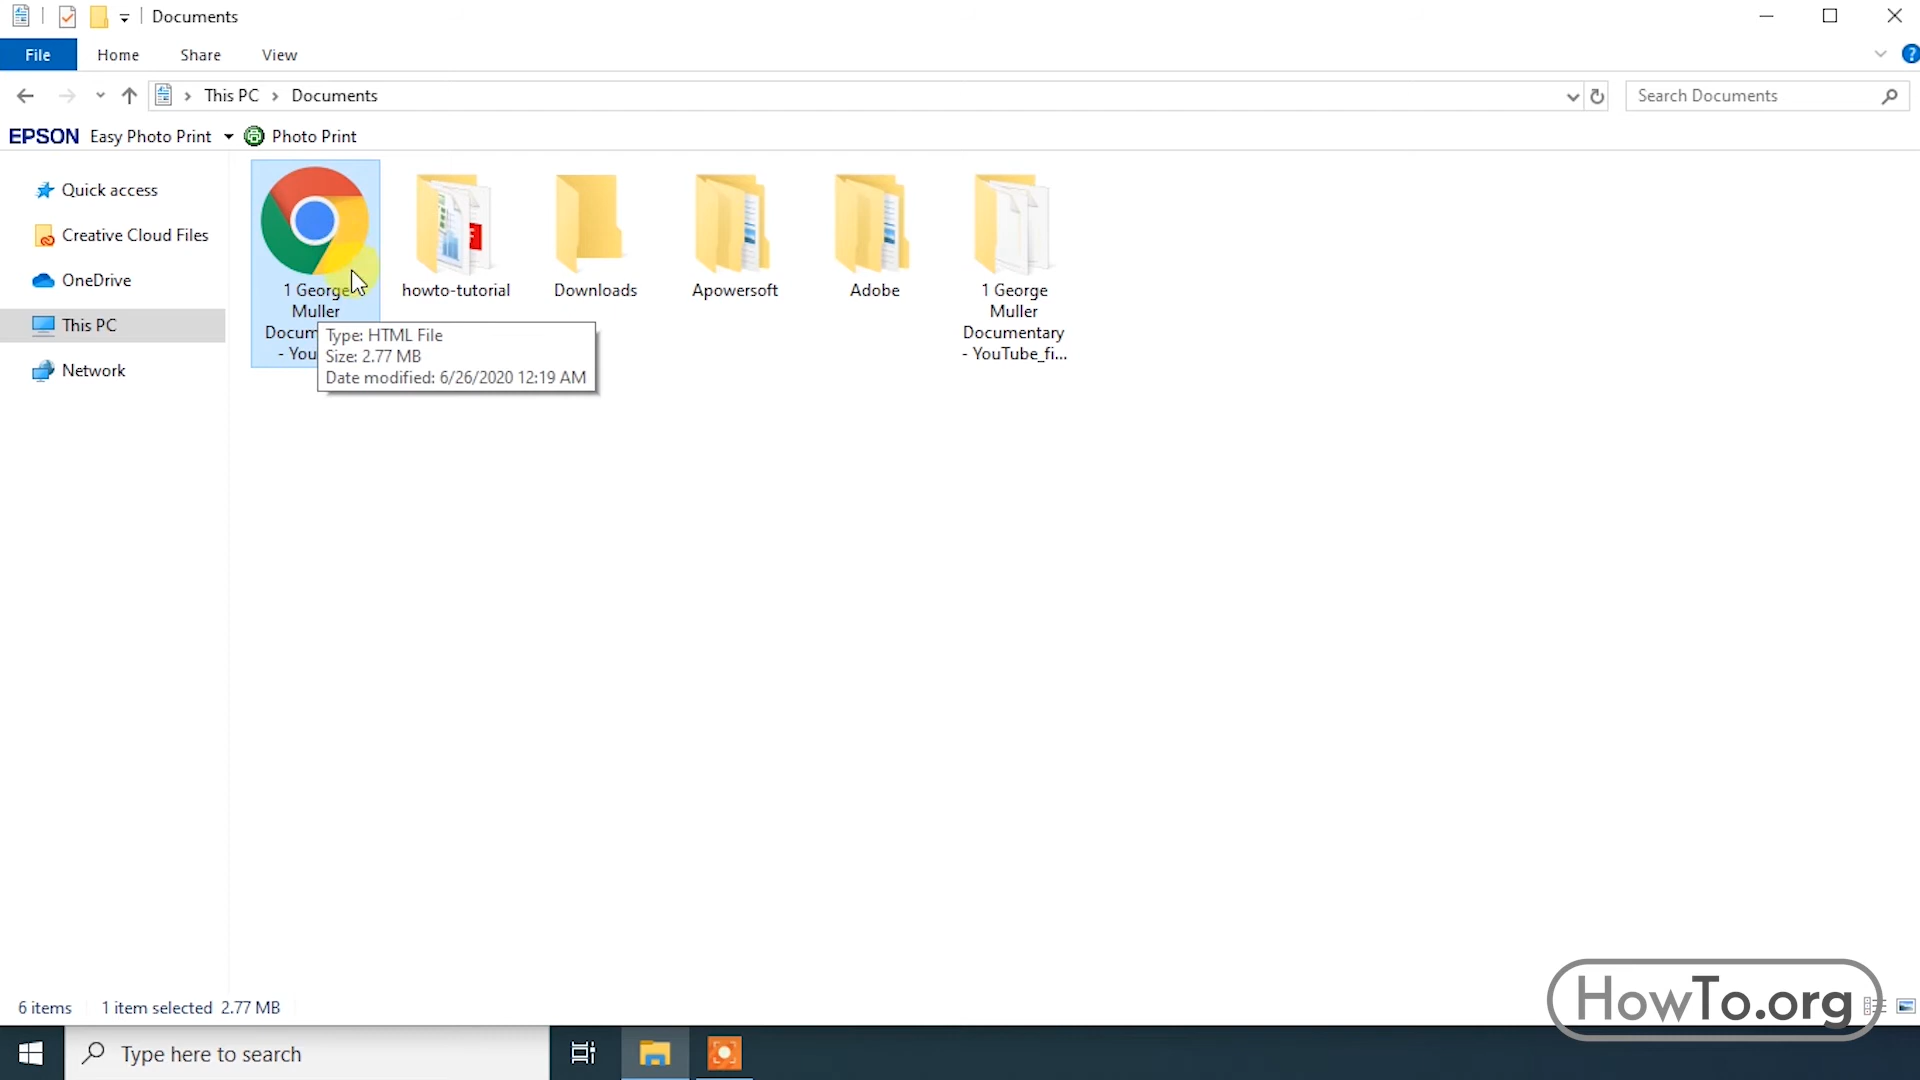 Documents
File Home Share View
This PC Documents
Search Documents
EPSON Easy Photo Print Photo Print
Quick access
Creative Cloud Files
OneDrive
This PC
Network
1 George
Muller
Docum
- You
howto-tutorial
Downloads
Apowersoft
Adobe
1 George
Muller
Documentary
- YouTube_fi...
Type: HTML File
Size: 2.77 MB
Date modified: 6/26/2020 12:19 AM
6 items 1 item selected 2.77 MB
HowTo.org
Type here to search